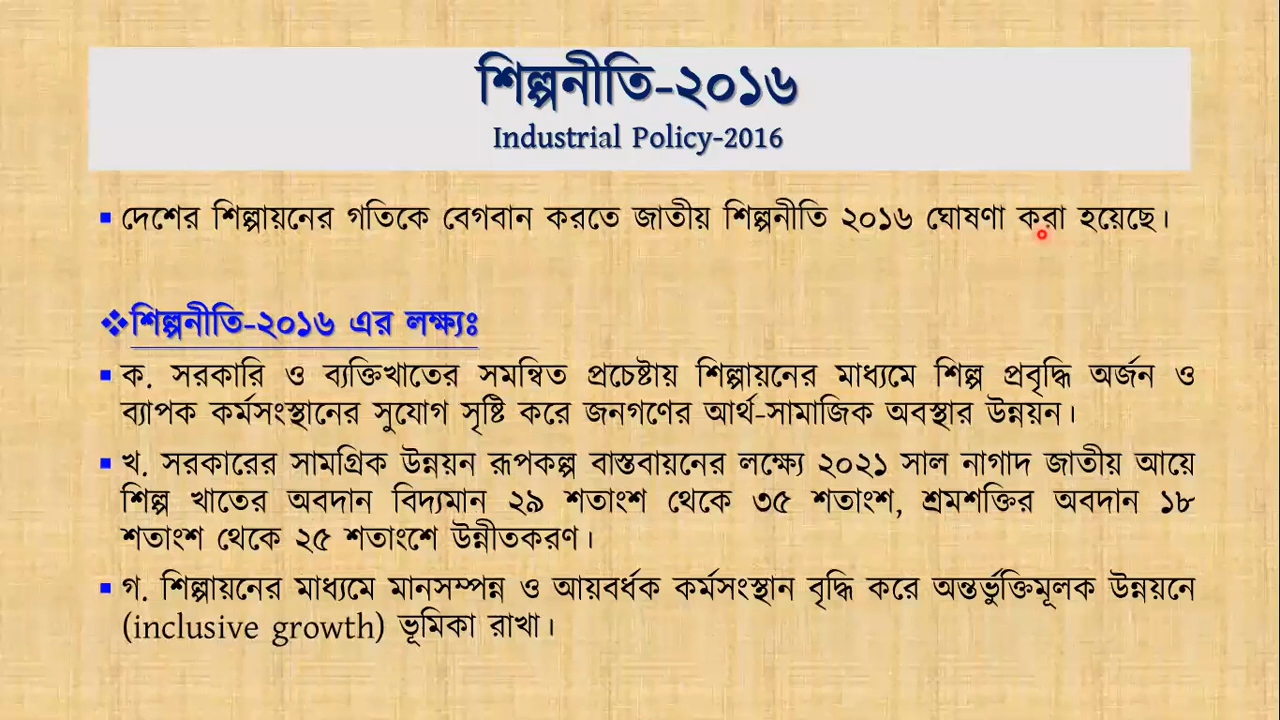 শিল্পনীতি-২০১৬
Industrial Policy-2016
দেশের শিল্পায়নের গতিকে বেগবান করতে জাতীয় শিল্পনীতি ২০১৬ ঘোষণা করা হয়েছে।
শিল্পনীতি-২০১৬ এর লক্ষ্যঃ
ক. সরকারি ও ব্যক্তিখাতের সমন্বিত প্রচেষ্টায় শিল্পায়নের মাধ্যমে শিল্প প্রবৃদ্ধি অর্জন ও
ব্যাপক কর্মসংস্থানের সুযোগ সৃষ্টি করে জনগণের আর্থ-সামাজিক অবস্থার উন্নয়ন।
খ. সরকারের সামগ্রিক উন্নয়ন রূপকল্প বাস্তবায়নের লক্ষ্যে ২০২১ সাল নাগাদ জাতীয় আয়ে
শিল্প খাতের অবদান বিদ্যমান ২৯ শতাংশ থেকে ৩৫ শতাংশ, শ্রমশক্তির অবদান ১৮
শতাংশ থেকে ২৫ শতাংশে উন্নীতকরণ।
গ. শিল্পায়নের মাধ্যমে মানসম্পন্ন ও আয়বর্ধক কর্মসংস্থান বৃদ্ধি করে অন্তর্ভুক্তিমূলক উন্নয়নে
(inclusive growth) ভূমিকা রাখা।